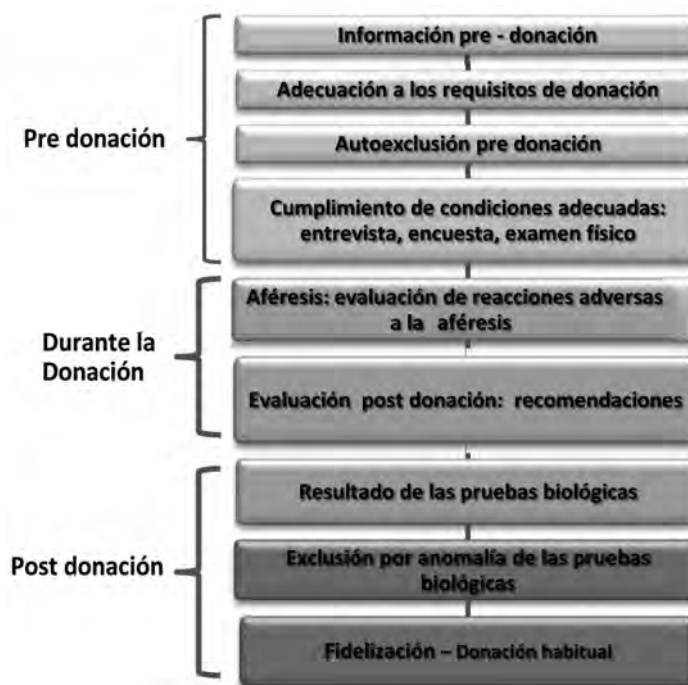 Pre donación
Información pre - donación
Adecuación a los requisitos de donación
Autoexclusión pre donación
Cumplimiento de condiciones adecuadas:
entrevista, encuesta, examen físico
Durante la
Donación
Aféresis: evaluación de reacciones adversas
a la aféresis
Evaluación post donación: recomendaciones
Post donación
Resultado de las pruebas biológicas
Exclusión por anomalía de las pruebas
biológicas
Fidelización – Donación habitual